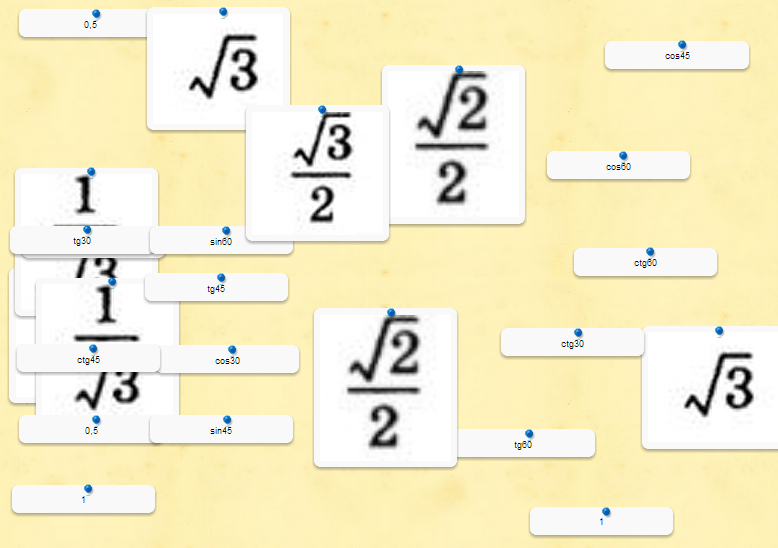 0,5
√3
cos45
√2/2
√3/2
cos60
1/√3
tg30
sin60
ctg60
tg45
1/√3
√2/2
ctg30
√3
ctg45
cos30
0,5
sin45
tg60
1
1